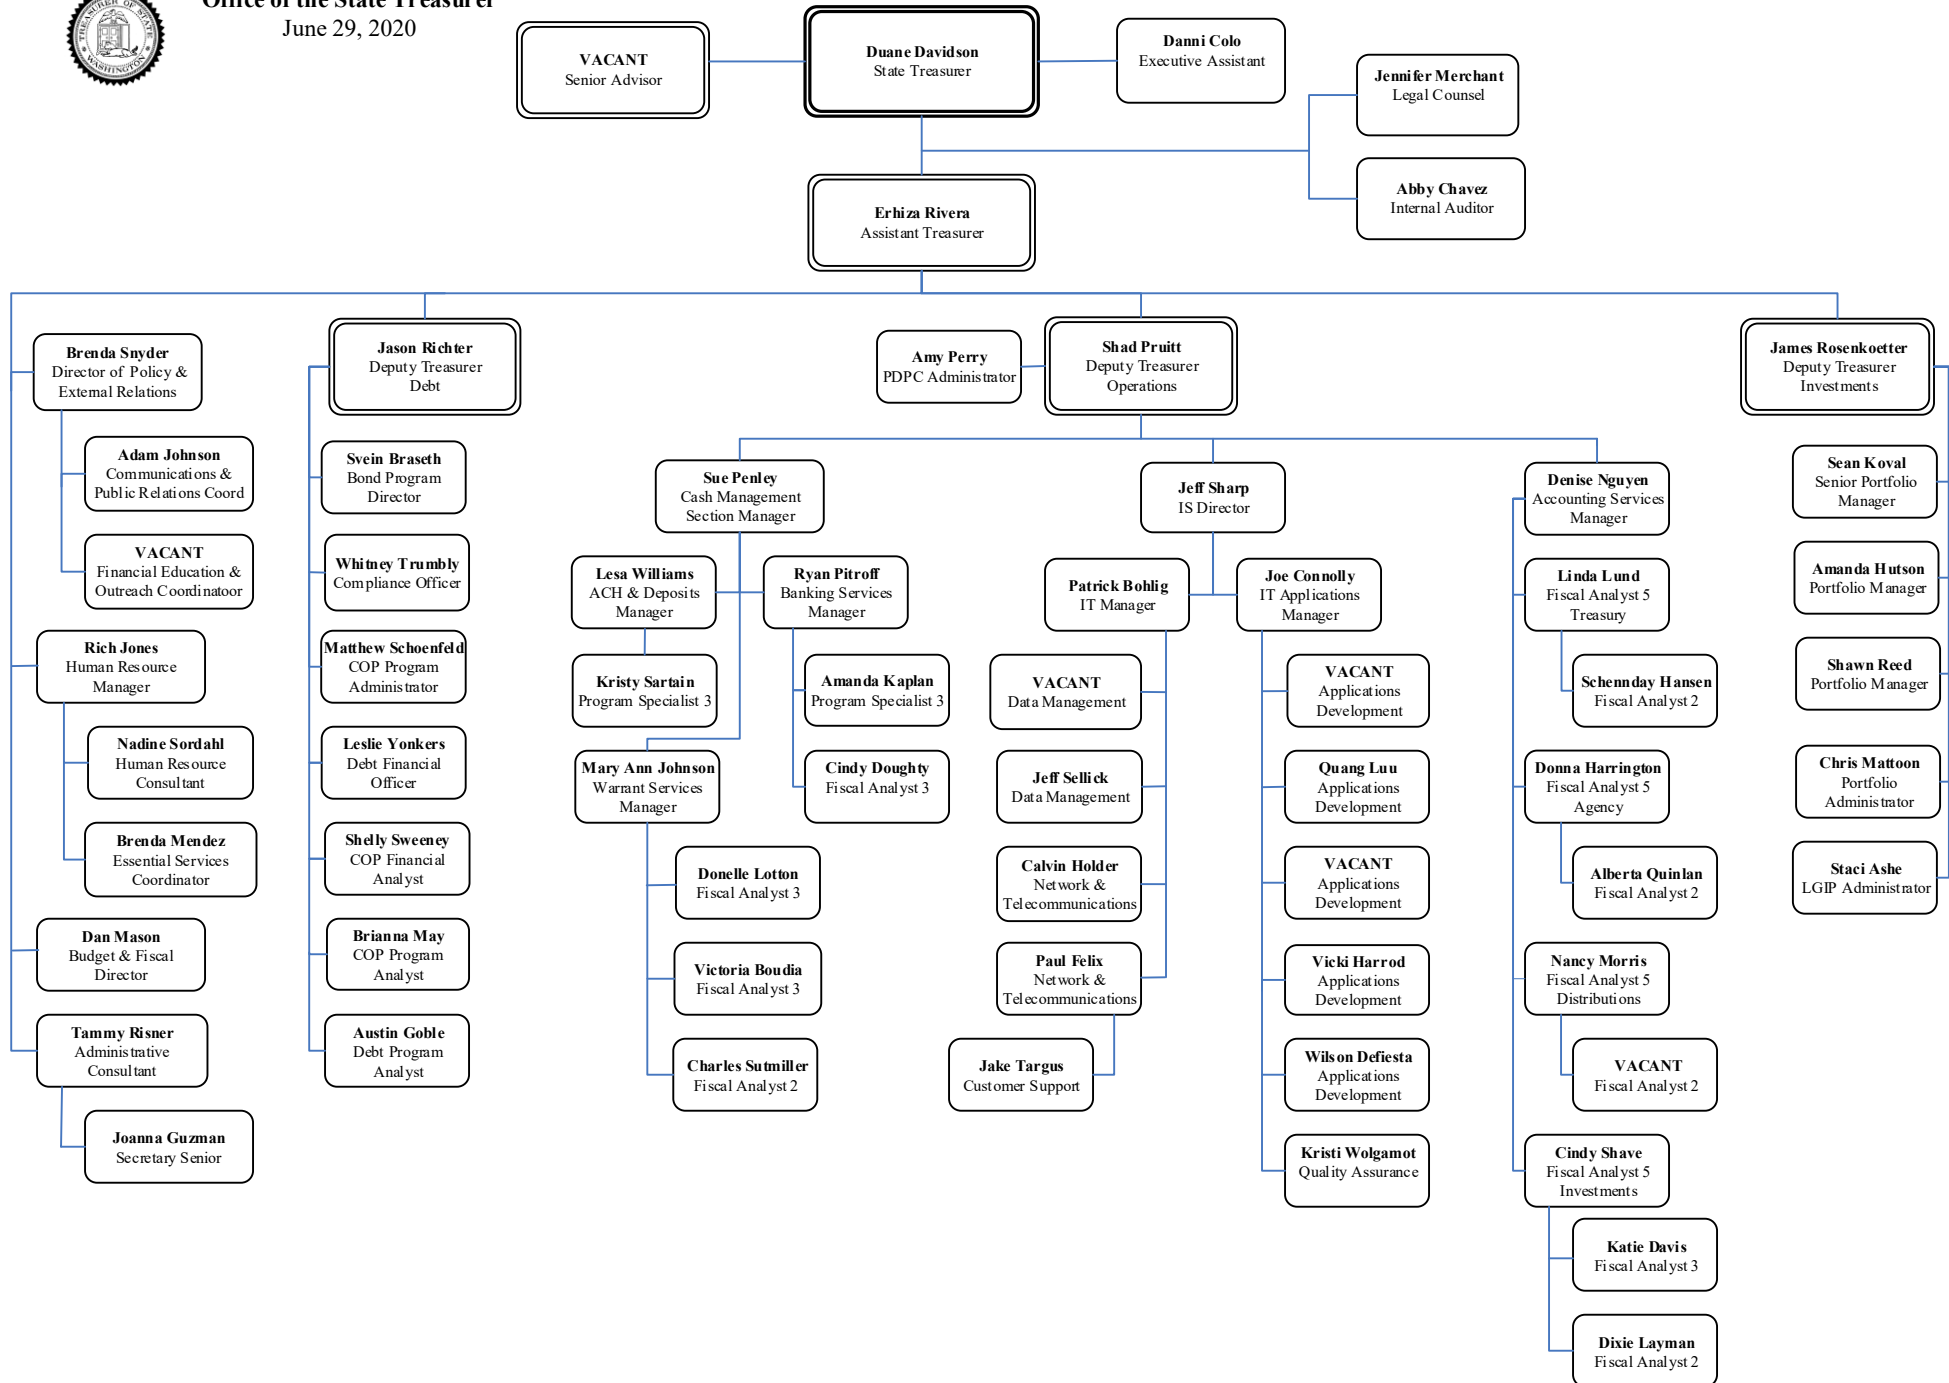 Office of the State Treasurer
June 29, 2020
TREASURER OF STATE
WASHINGTON
VACANT
Senior Advisor
Duane Davidson
State Treasurer
Danni Colo
Executive Assistant
Jennifer Merchant
Legal Counsel
Abby Chavez
Internal Auditor
Erhiza Rivera
Assistant Treasurer
Brenda Snyder
Director of Policy &
External Relations
Adam Johnson
Communications &
Public Relations Coord
VACANT
Financial Education &
Outreach Coordinatoor
Rich Jones
Human Resource
Manager
Nadine Sordahl
Human Resource
Consultant
Brenda Mendez
Essential Services
Coordinator
Dan Mason
Budget & Fiscal
Director
Tammy Risner
Administrative
Consultant
Joanna Guzman
Secretary Senior
Jason Richter
Deputy Treasurer
Debt
Svein Braseth
Bond Program
Director
Whitney Trumbly
Compliance Officer
Matthew Schoenfeld
COP Program
Administrator
Leslie Yonkers
Debt Financial
Officer
Shelly Sweeney
COP Financial
Analyst
Brianna May
COP Program
Analyst
Austin Goble
Debt Program
Analyst
Amy Perry
PDPC Administrator
Shad Pruitt
Deputy Treasurer
Operations
Sue Penley
Cash Management
Section Manager
Lesa Williams
ACH & Deposits
Manager
Kristy Sartain
Program Specialist 3
Ryan Pitroff
Banking Services
Manager
Amanda Kaplan
Program Specialist 3
Cindy Doughty
Fiscal Analyst 3
Mary Ann Johnson
Warrant Services
Manager
Donelle Lotton
Fiscal Analyst 3
Victoria Boudia
Fiscal Analyst 3
Charles Sutmiller
Fiscal Analyst 2
Jeff Sharp
IS Director
Patrick Bohlig
IT Manager
VACANT
Data Management
Jeff Sellick
Data Management
Calvin Holder
Network &
Telecommunications
Paul Felix
Network &
Telecommunications
Jake Targus
Customer Support
Joe Connolly
IT Applications
Manager
VACANT
Applications
Development
Quang Luu
Applications
Development
VACANT
Applications
Development
Vicki Harrod
Applications
Development
Wilson Defiesta
Applications
Development
Kristi Wolgamot
Quality Assurance
Denise Nguyen
Accounting Services
Manager
Linda Lund
Fiscal Analyst 5
Treasury
Schennday Hansen
Fiscal Analyst 2
Donna Harrington
Fiscal Analyst 5
Agency
Alberta Quinlan
Fiscal Analyst 2
Nancy Morris
Fiscal Analyst 5
Distributions
VACANT
Fiscal Analyst 2
Cindy Shave
Fiscal Analyst 5
Investments
Katie Davis
Fiscal Analyst 3
Dixie Layman
Fiscal Analyst 2
James Rosenkoetter
Deputy Treasurer
Investments
Sean Koval
Senior Portfolio
Manager
Amanda Hutson
Portfolio Manager
Shawn Reed
Portfolio Manager
Chris Mattoon
Portfolio
Administrator
Staci Ashe
LGIP Administrator